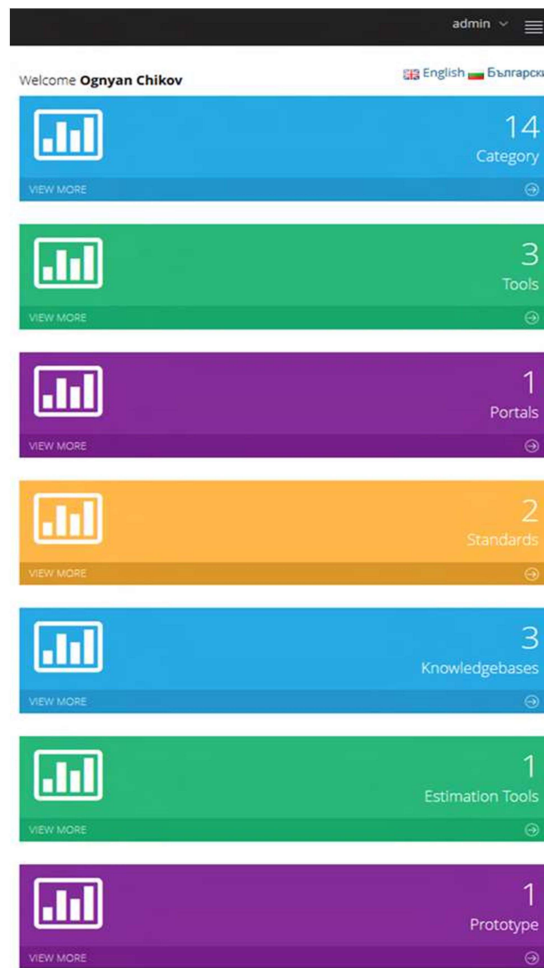 admin
Welcome Ognyan Chikov English Български
14
Category
VIEW MORE
3
Tools
VIEW MORE
1
Portals
VIEW MORE
2
Standards
VIEW MORE
3
Knowledgebases
VIEW MORE
1
Estimation Tools
VIEW MORE
1
Prototype
VIEW MORE